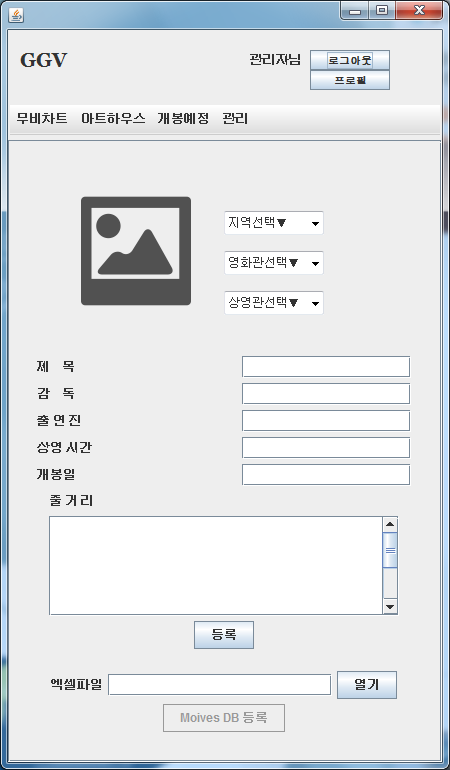 GGV
관리자님
로그아웃
프로필
무비차트 아트하우스 개봉예정 관리
지역선택▼
영화관선택▼
상영관선택▼
제 목
감 독
출 연 진
상영 시간
개봉일
줄 거 리
등록
엑셀파일
열기
Moives DB 등록